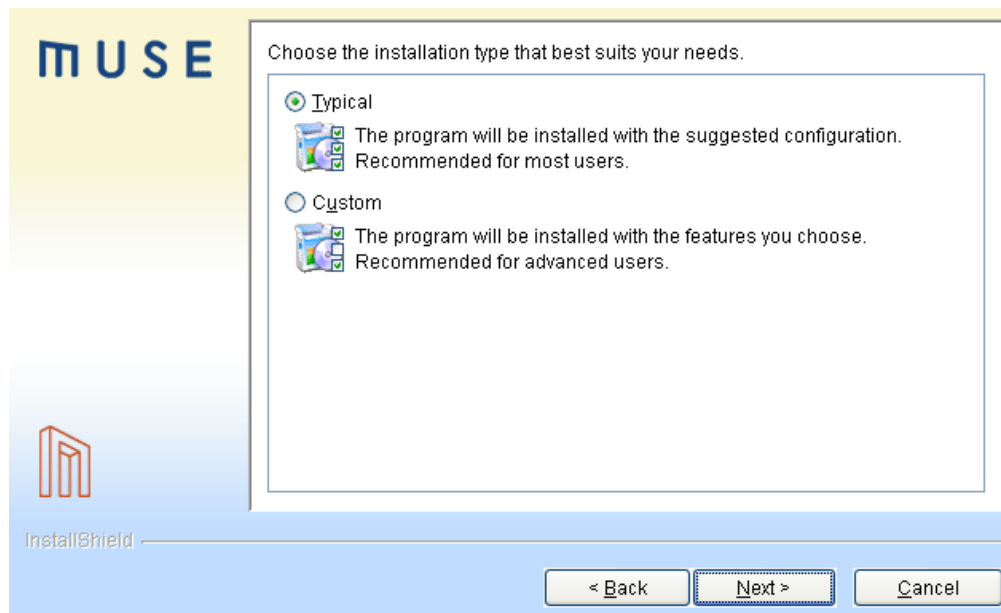 MUSE
Choose the installation type that best suits your needs.
Typical
The program will be installed with the suggested configuration.
Recommended for most users.
Custom
The program will be installed with the features you choose.
Recommended for advanced users.
InstallShield
< Back
Next >
Cancel